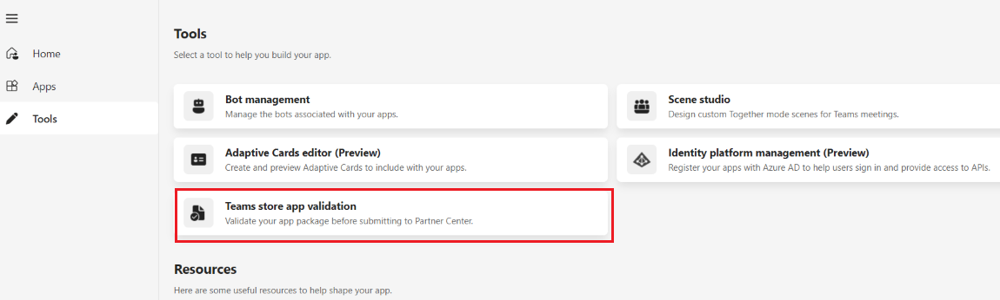 Home
Apps
Tools
Tools
Select a tool to help you build your app.
Bot management
Manage the bots associated with your apps.
Scene studio
Design custom Together mode scenes for Teams meetings.
Adaptive Cards editor (Preview)
Create and preview Adaptive Cards to include with your apps.
Identity platform management (Preview)
Register your apps with Azure AD to help users sign in and provide access to APIs.
Teams store app validation
Validate your app package before submitting to Partner Center.
Resources
Here are some useful resources to help shape your app.